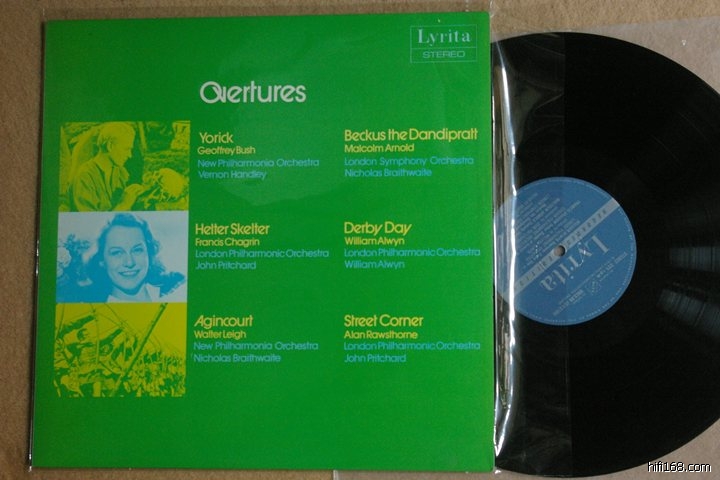 Lyrita
STEREO
Overtures
Yorick
Geoffrey Bush
New Philharmonia Orchestra
Vernon Handley
Beckus the Dandipratt
Malcolm Arnold
London Symphony Orchestra
Nicholas Braithwaite
Helter Skelter
Francis Chagrin
London Philharmonic Orchestra
John Pritchard
Derby Day
William Alwyn
London Philharmonic Orchestra
William Alwyn
Agincourt
Walter Leigh
New Philharmonia Orchestra
Nicholas Braithwaite
Street Corner
Alan Rawsthorne
London Philharmonic Orchestra
John Pritchard
Lyrita
hifi168.com